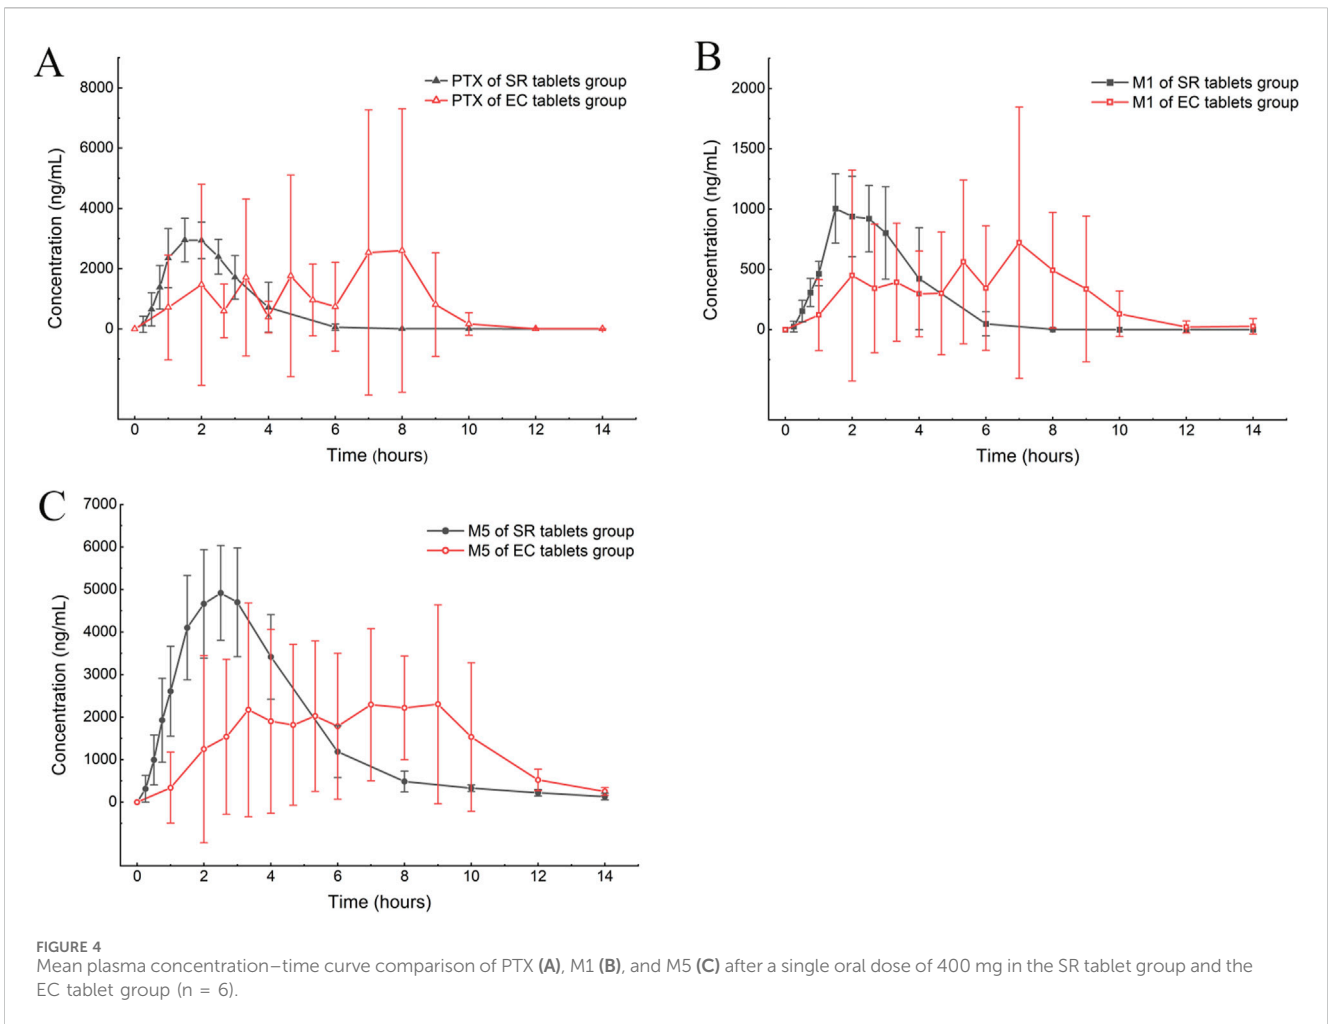 A
PTX of SR tablets group
PTX of EC tablets group
8000
6000
4000
2000
0
Concentration (ng/mL)
0 2 4 6 8 10 12 14
Time (hours)
B
M1 of SR tablets group
M1 of EC tablets group
2000
1500
1000
500
0
Concentration (ng/mL)
0 2 4 6 8 10 12 14
Time (hours)
C
M5 of SR tablets group
M5 of EC tablets group
7000
6000
5000
4000
3000
2000
1000
0
Concentration (ng/mL)
0 2 4 6 8 10 12 14
Time (hours)
FIGURE 4
Mean plasma concentration–time curve comparison of PTX (A), M1 (B), and M5 (C) after a single oral dose of 400 mg in the SR tablet group and the
EC tablet group (n = 6).